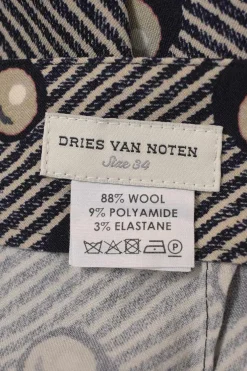 DRIES VAN NOTEN
Size 34
88% WOOL
9% POLYAMIDE
3% ELASTANE